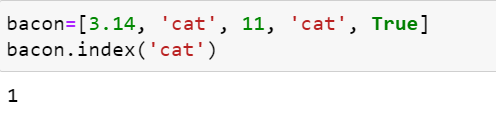 bacon=[3.14, 'cat', 11, 'cat', True]
bacon.index('cat')
1